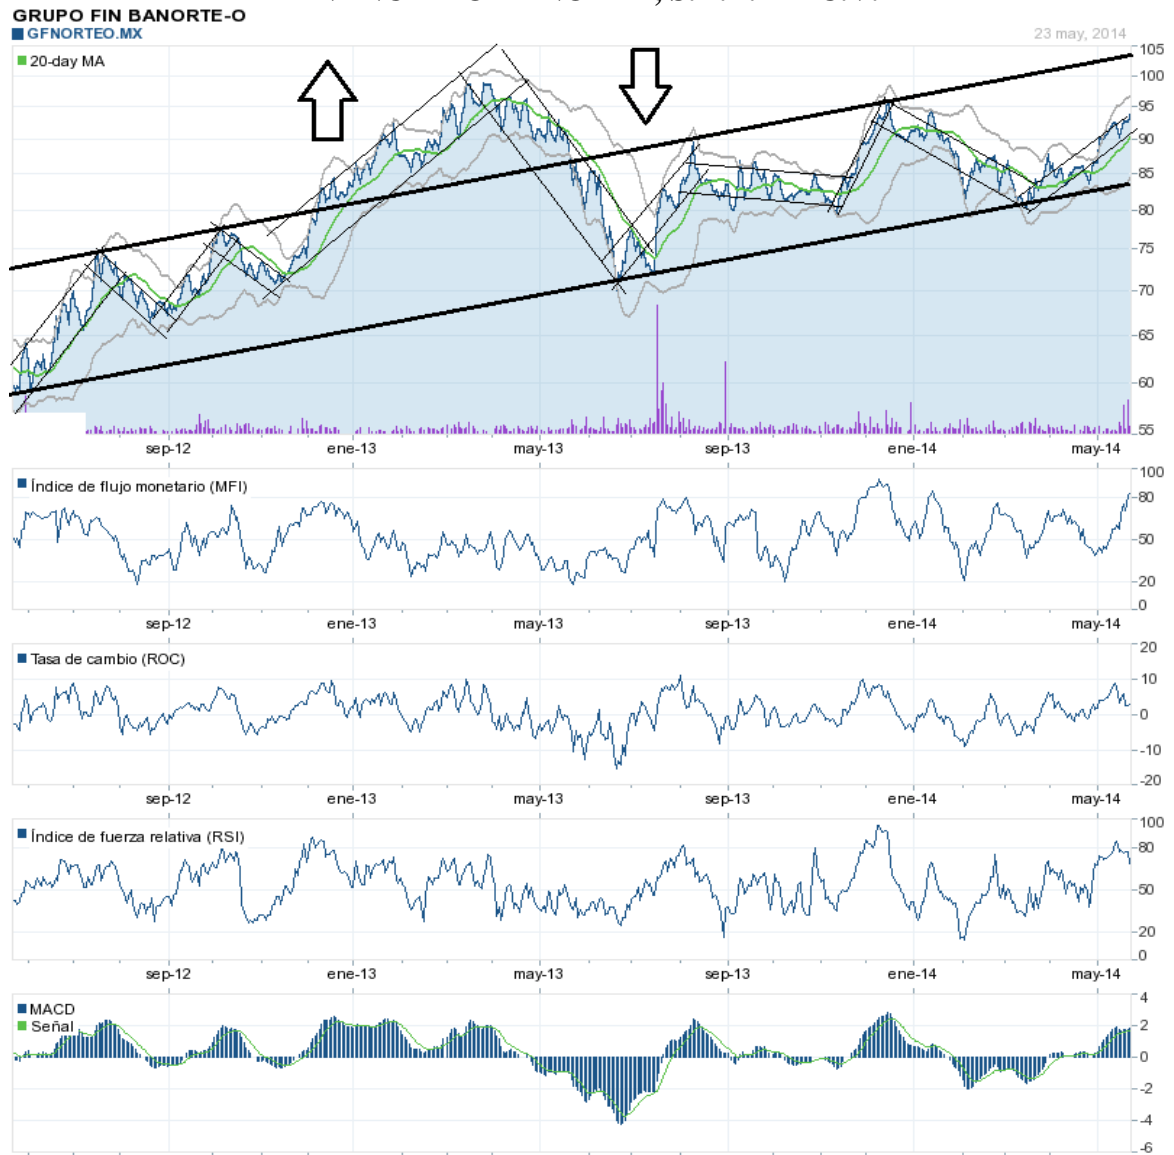 GRUPO FIN BANORTE-O
GFNORTEO.MX
23 may, 2014
20-day MA
105
100
95
90
85
80
75
70
65
60
55
sep-12 ene-13 may-13 sep-13 ene-14 may-14
Índice de flujo monetario (MFI)
100
80
50
20
0
sep-12 ene-13 may-13 sep-13 ene-14 may-14
Tasa de cambio (ROC)
20
10
0
-10
-20
sep-12 ene-13 may-13 sep-13 ene-14 may-14
Índice de fuerza relativa (RSI)
100
80
50
20
0
sep-12 ene-13 may-13 sep-13 ene-14 may-14
MACD
Señal
4
2
0
-2
-4
-6